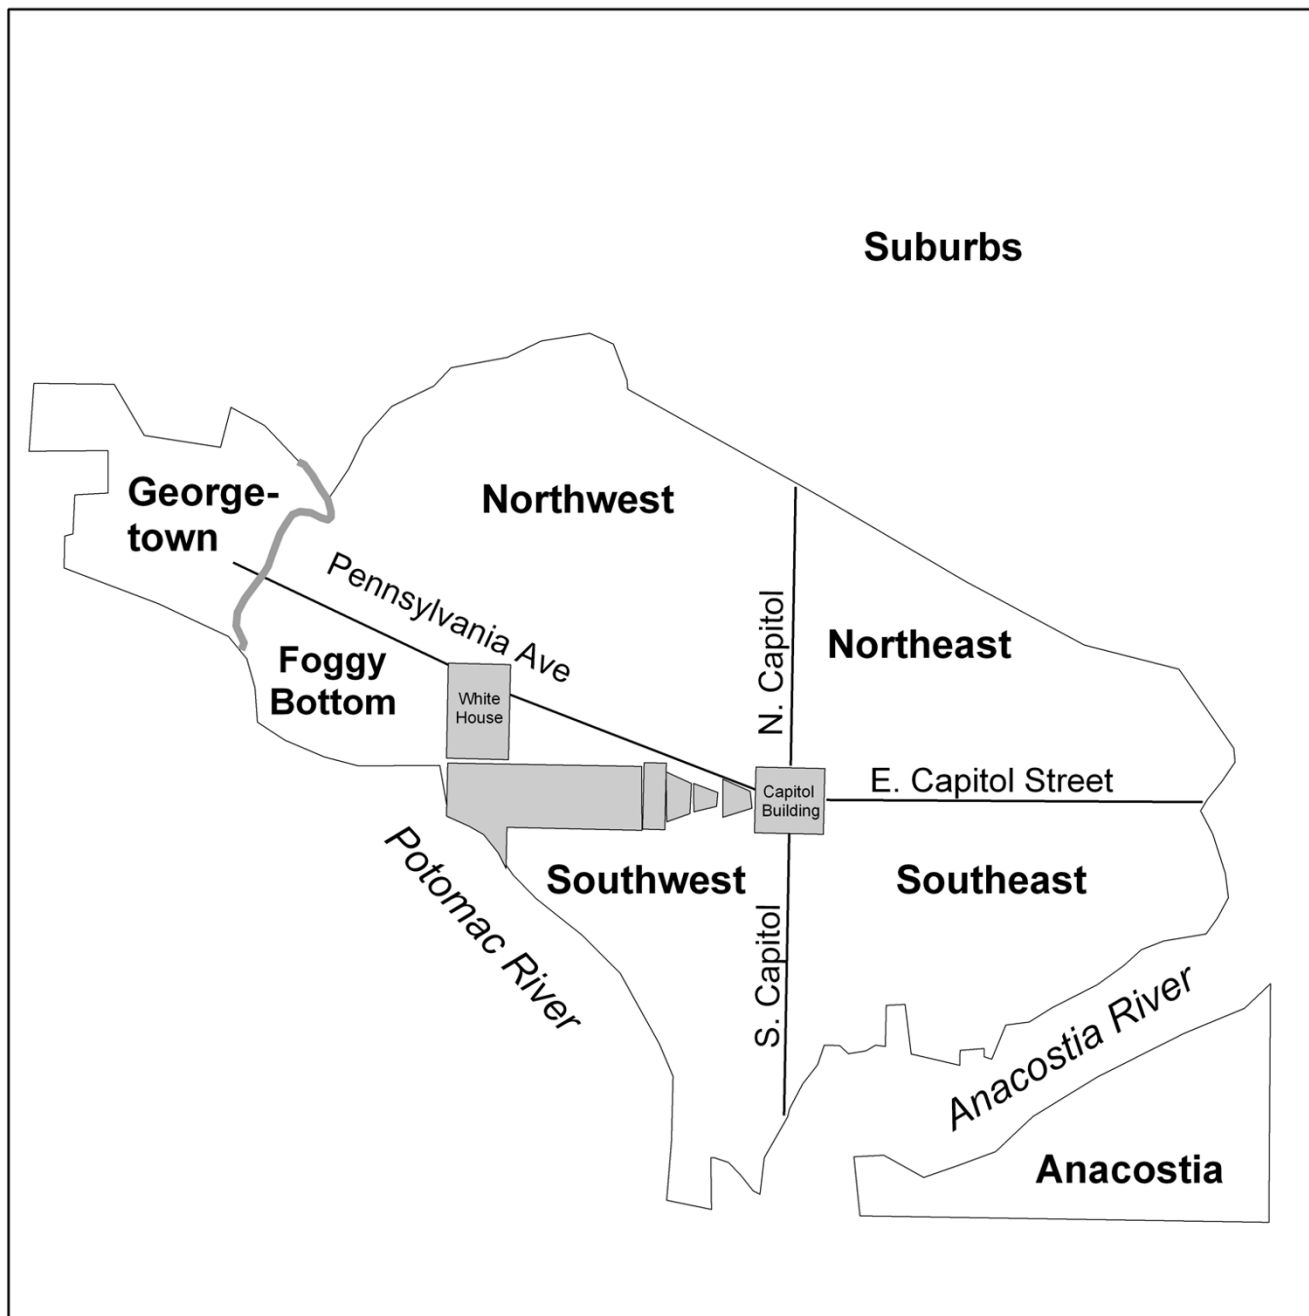 Suburbs
George-
town
Northwest
Pennsylvania Ave
N. Capitol
Northeast
Foggy
Bottom
White
House
E. Capitol Street
Capitol
Building
Potomac River
Southwest
Southeast
S. Capitol
Anacostia River
Anacostia